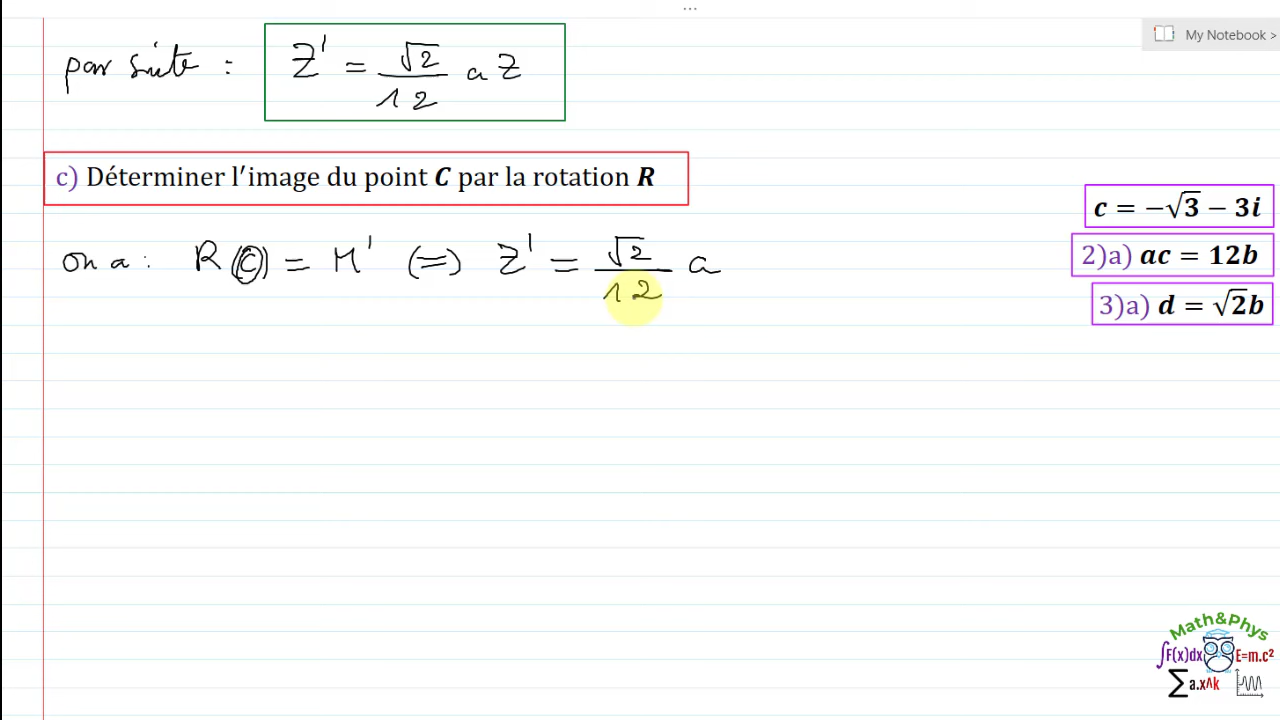 ...
My Notebook >
par suite : Z' = √2/12 a Z
c) Déterminer l'image du point C par la rotation R
c = −√3 − 3i
2)a) ac = 12b
3)a) d = √2b
on a : R(C) = M' (=) Z' = √2/12 a
Math&Phys
∫F(x)dx E=m.c²
∑ a.x^k